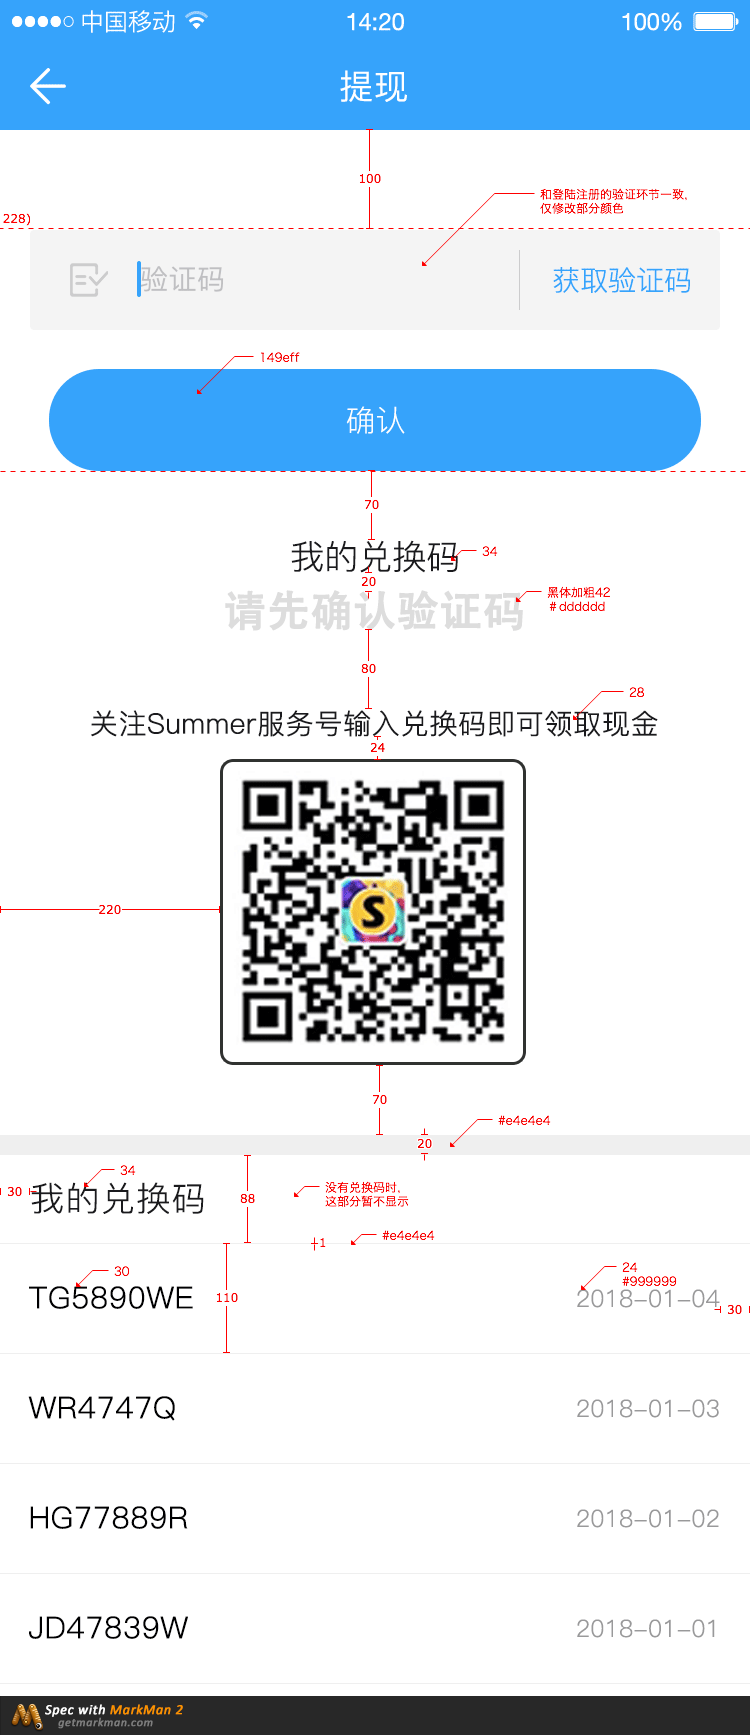 中国移动 14:20 100%
提现
100
和登陆注册的验证环节一致,
仅修改部分颜色
228)
验证码 获取验证码
149eff
确认
70
我的兑换码 34
20
黑体加粗42
#dddddd
请先确认验证码
80
28
关注Summer服务号输入兑换码即可领取现金
24
S
220
70
#e4e4e4
20
34
30
我的兑换码
88
没有兑换码时,
这部分暂不显示
1
#e4e4e4
30
24
#999999
TG5890WE 110 2018-01-04
30
WR4747Q 2018-01-03
HG77889R 2018-01-02
JD47839W 2018-01-01
Spec with MarkMan 2
getmarkman.com